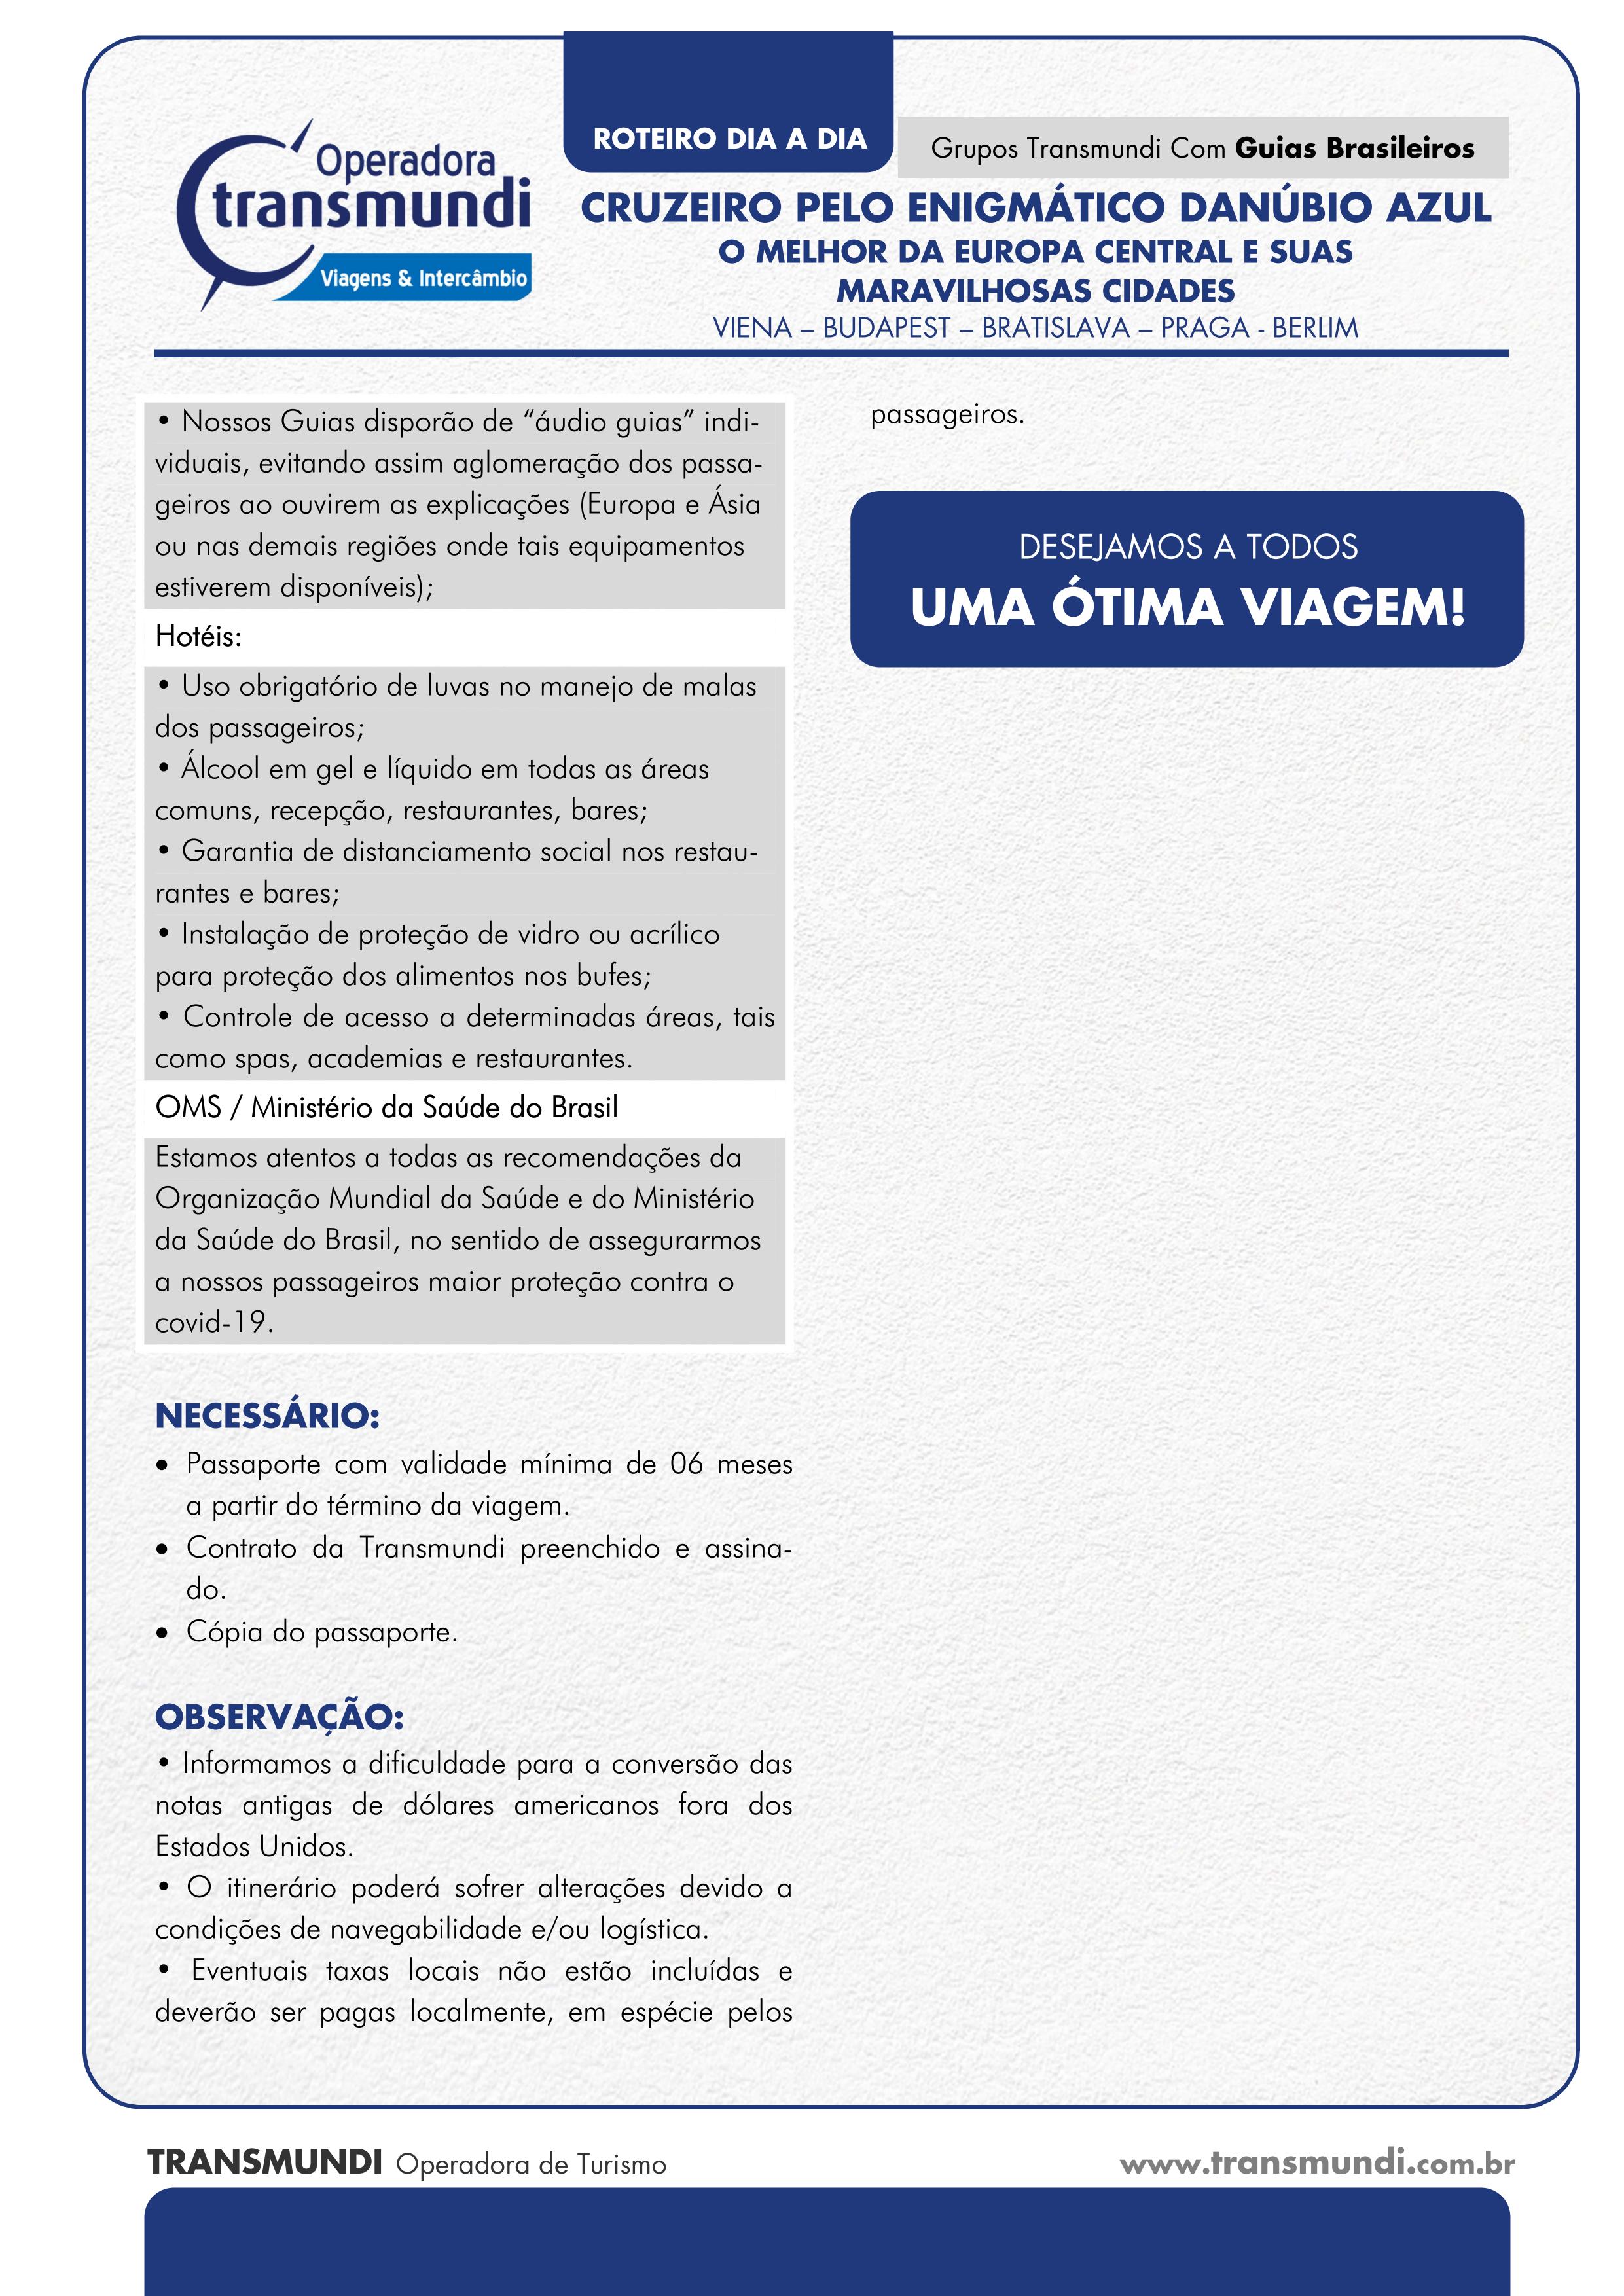 Operadora
transmundi
Viagens & Intercâmbio
ROTEIRO DIA A DIA
Grupos Transmundi Com Guias Brasileiros
CRUZEIRO PELO ENIGMÁTICO DANÚBIO AZUL
O MELHOR DA EUROPA CENTRAL E SUAS
MARAVILHOSAS CIDADES
VIENA – BUDAPEST – BRATISLAVA – PRAGA - BERLIM
• Nossos Guias disporão de “áudio guias” indi-
viduais, evitando assim aglomeração dos passa-
geiros ao ouvirem as explicações (Europa e Ásia
ou nas demais regiões onde tais equipamentos
estiverem disponíveis);
Hotéis:
• Uso obrigatório de luvas no manejo de malas
dos passageiros;
• Álcool em gel e líquido em todas as áreas
comuns, recepção, restaurantes, bares;
• Garantia de distanciamento social nos restau-
rantes e bares;
• Instalação de proteção de vidro ou acrílico
para proteção dos alimentos nos bufes;
• Controle de acesso a determinadas áreas, tais
como spas, academias e restaurantes.
OMS / Ministério da Saúde do Brasil
Estamos atentos a todas as recomendações da
Organização Mundial da Saúde e do Ministério
da Saúde do Brasil, no sentido de assegurarmos
a nossos passageiros maior proteção contra o
covid-19.
NECESSÁRIO:
• Passaporte com validade mínima de 06 meses
a partir do término da viagem.
• Contrato da Transmundi preenchido e assina-
do.
• Cópia do passaporte.
OBSERVAÇÃO:
• Informamos a dificuldade para a conversão das
notas antigas de dólares americanos fora dos
Estados Unidos.
• O itinerário poderá sofrer alterações devido a
condições de navegabilidade e/ou logística.
• Eventuais taxas locais não estão incluídas e
deverão ser pagas localmente, em espécie pelos
passageiros.
DESEJAMOS A TODOS
UMA ÓTIMA VIAGEM!
TRANSMUNDI Operadora de Turismo
www.transmundi.com.br